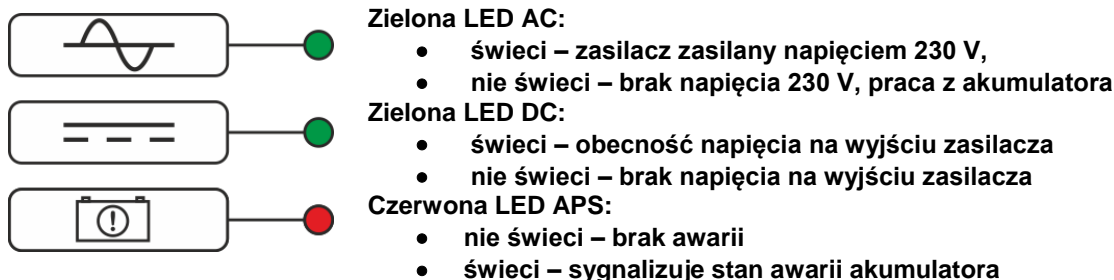 Zielona LED AC:
● świeci – zasilacz zasilany napięciem 230 V,
● nie świeci – brak napięcia 230 V, praca z akumulatora
Zielona LED DC:
● świeci – obecność napięcia na wyjściu zasilacza
● nie świeci – brak napięcia na wyjściu zasilacza
Czerwona LED APS:
● nie świeci – brak awarii
● świeci – sygnalizuje stan awarii akumulatora